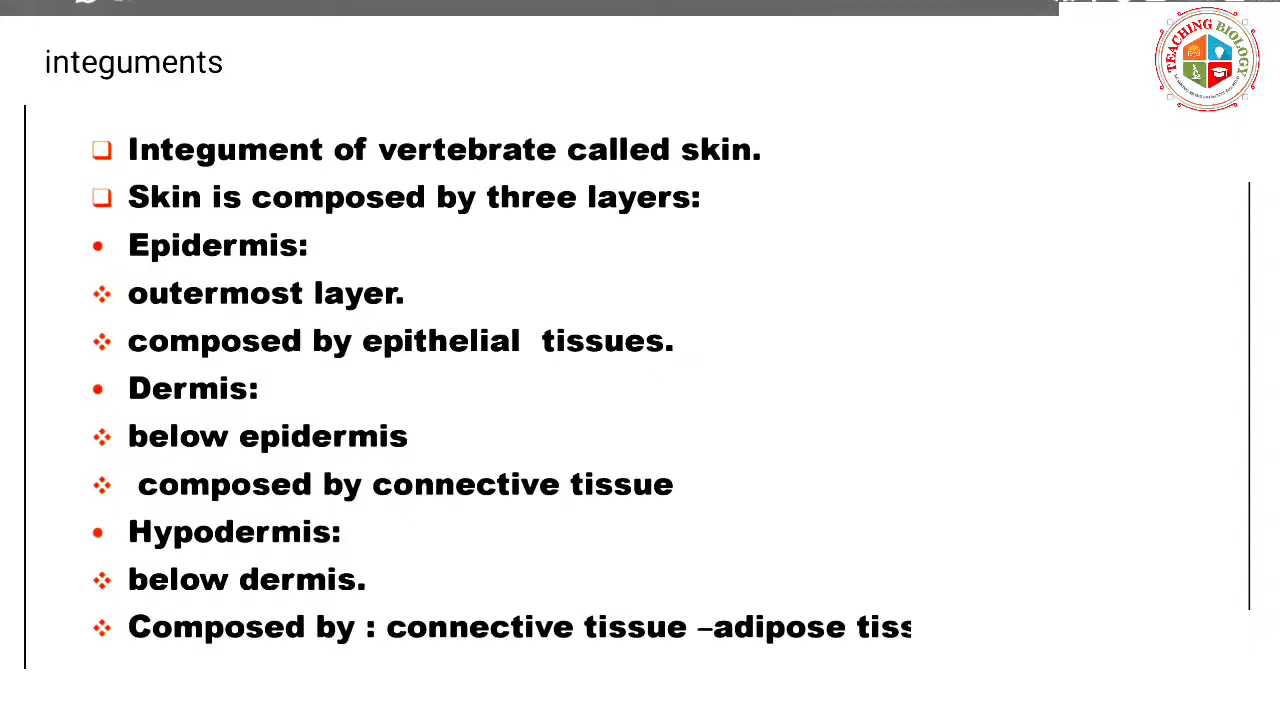 integuments
TEACHING BIOLOGY
Integument of vertebrate called skin.
Skin is composed by three layers:
Epidermis:
outermost layer.
composed by epithelial tissues.
Dermis:
below epidermis
composed by connective tissue
Hypodermis:
below dermis.
Composed by : connective tissue –adipose tiss